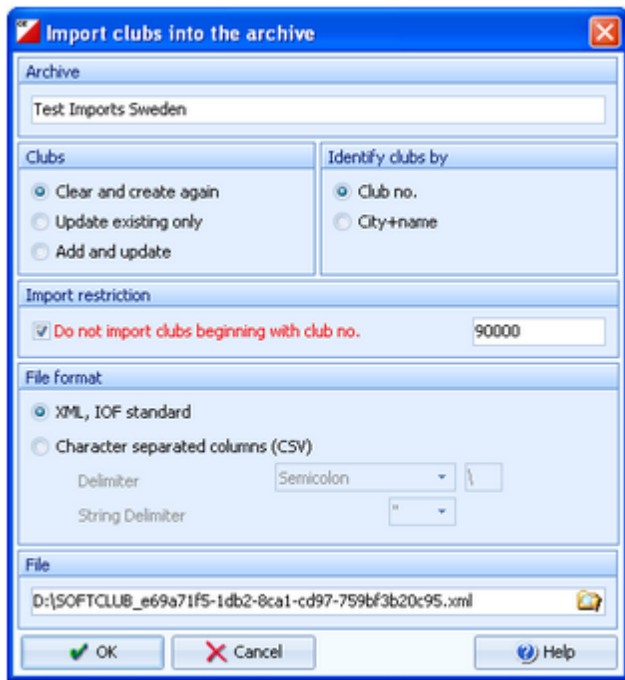 OE
Import clubs into the archive
Archive
Test Imports Sweden
Clubs
Clear and create again
Update existing only
Add and update
Identify clubs by
Club no.
City+name
Import restriction
Do not import clubs beginning with club no. 90000
File format
XML, IOF standard
Character separated columns (CSV)
Delimiter Semicolon \
String Delimiter "
File
D:\SOFTCLUB_e69a71f5-1db2-8ca1-cd97-759bf3b20c95.xml
OK Cancel Help